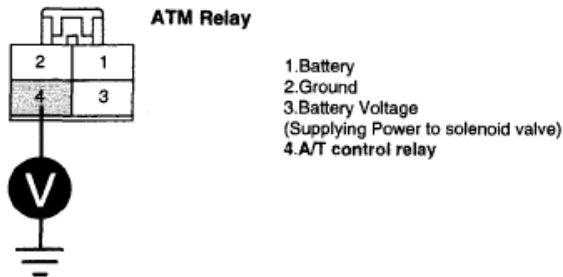 ATM Relay
2 1
4 3
V
1.Battery
2.Ground
3.Battery Voltage
(Supplying Power to solenoid valve)
4.A/T control relay